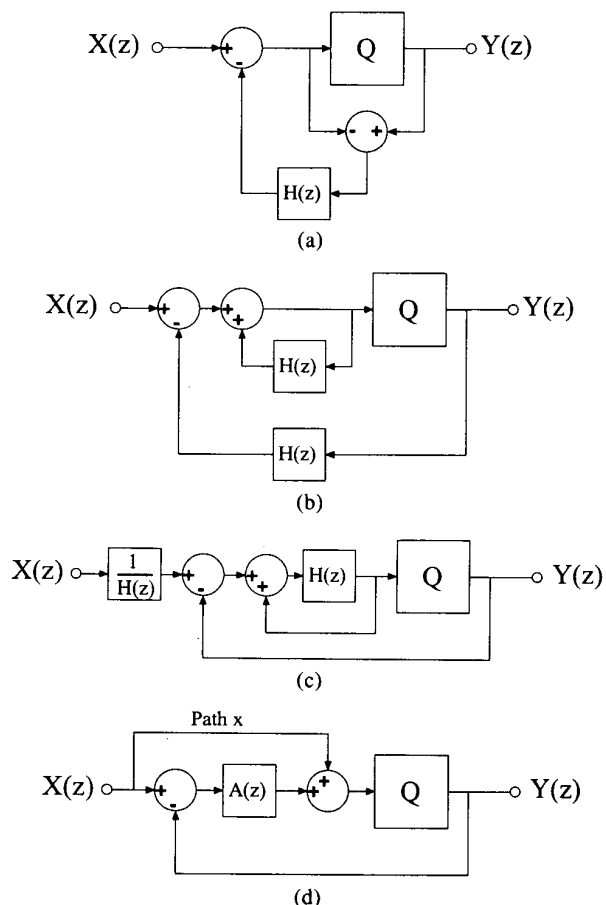 X(z) + - Q Y(z)
- +
H(z)
(a)
X(z) + - + + Q Y(z)
H(z)
H(z)
(b)
X(z) 1/H(z) + - + + H(z) Q Y(z)
(c)
Path x
X(z) + - A(z) + + Q Y(z)
(d)